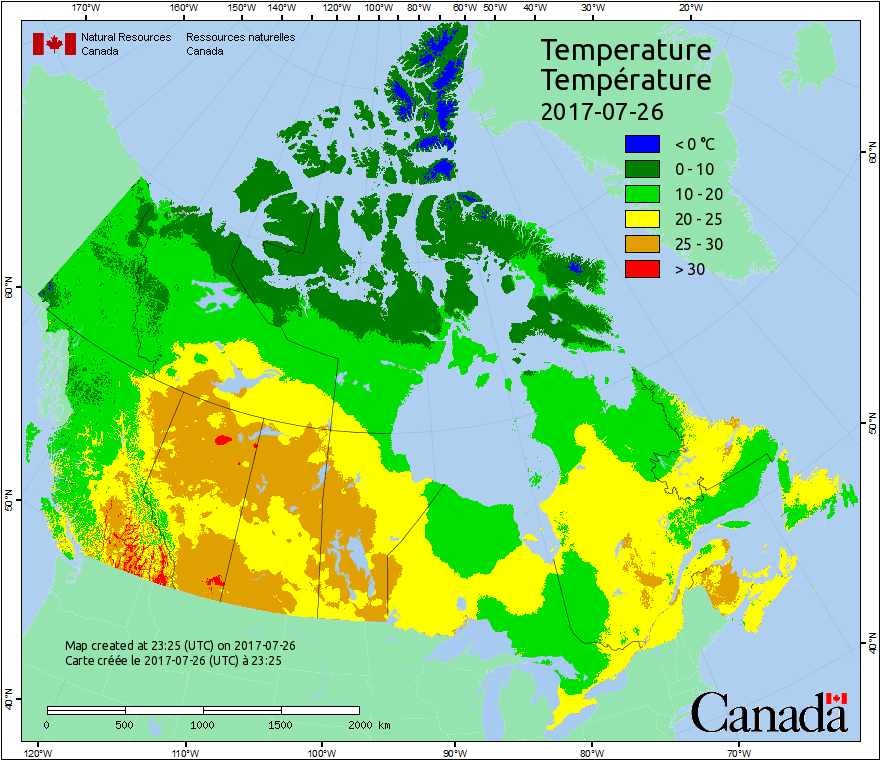 170°W 160°W 150°W 140°W 130°W 120°W 110°W 100°W 80°W 60°W 50°W 40°W 30°W 20°W
Natural Resources Ressources naturelles
Canada Canada
Temperature
Température
2017-07-26
< 0 °C
0 - 10
10 - 20
20 - 25
25 - 30
> 30
60°N
60°N
50°N
50°N
40°N
40°N
Map created at 23:25 (UTC) on 2017-07-26
Carte créée le 2017-07-26 (UTC) à 23:25
0 500 1000 1500 2000 km
Canada
120°W 110°W 100°W 90°W 80°W 70°W